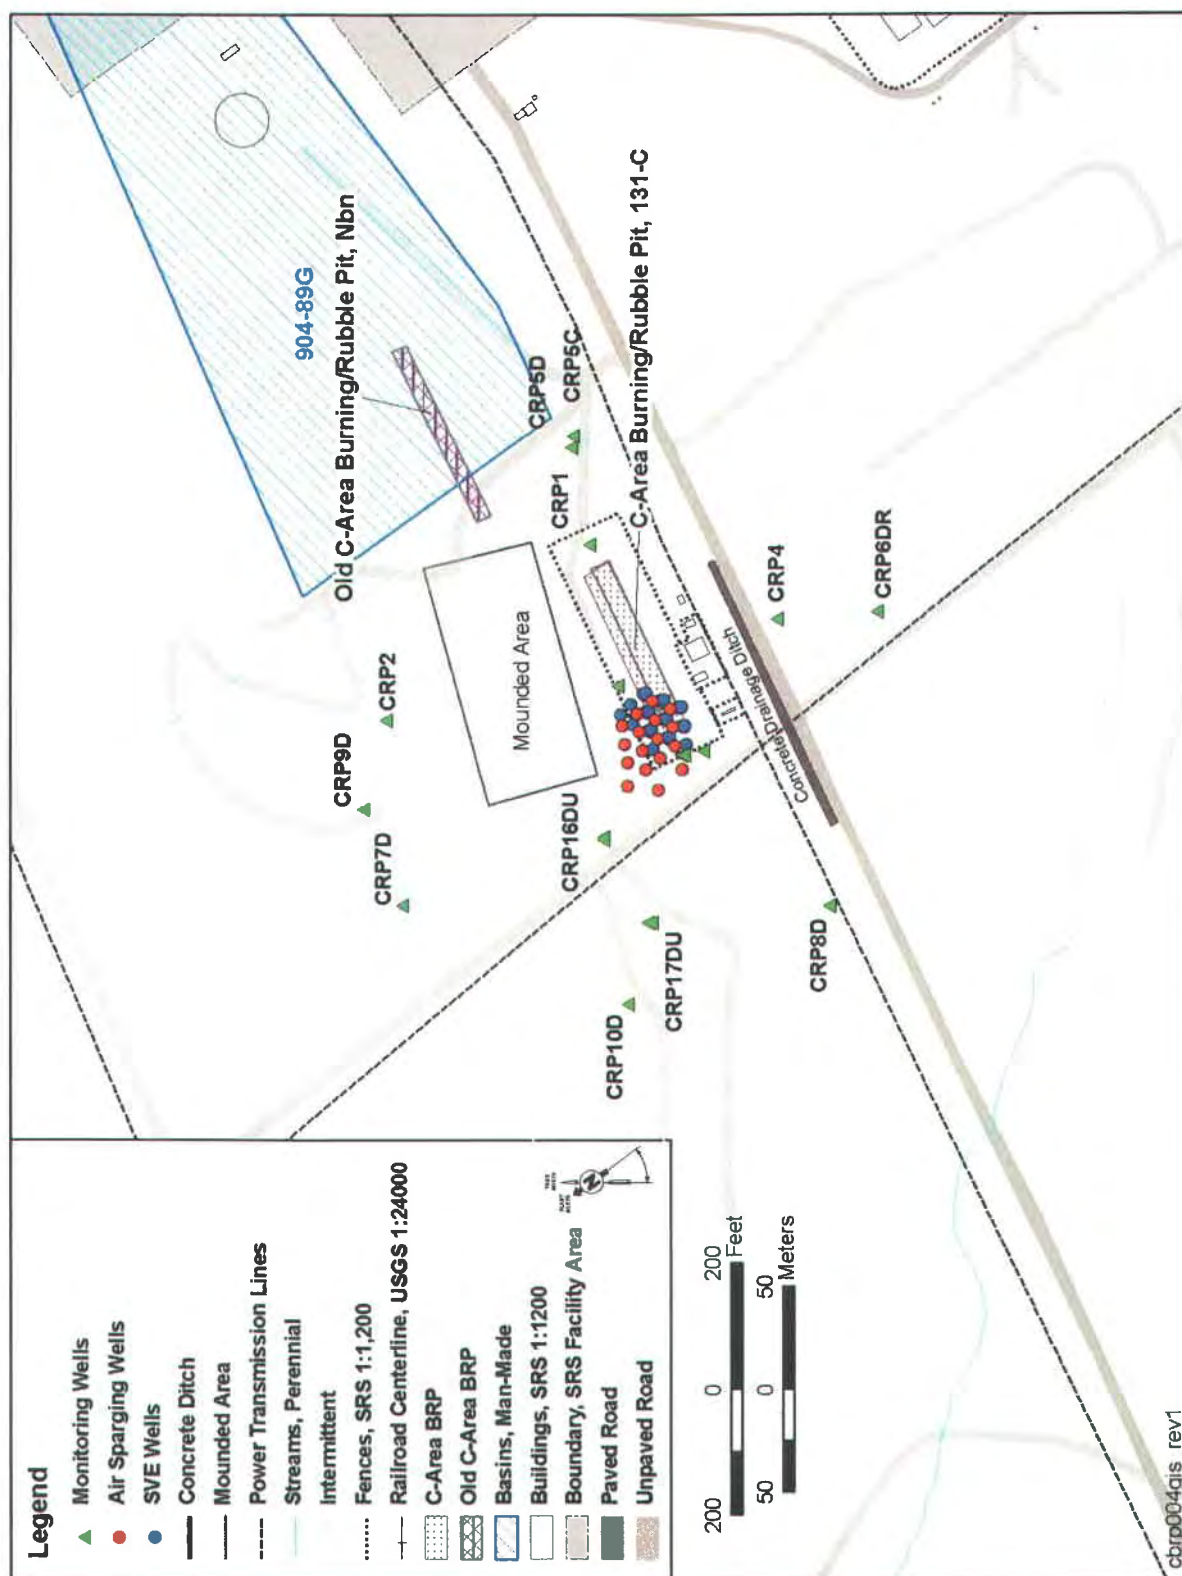 Legend
Monitoring Wells
Air Sparging Wells
SVE Wells
Concrete Ditch
Mounded Area
Power Transmission Lines
Streams, Perennial
Intermittent
Fences, SRS 1:1,200
Railroad Centerline, USGS 1:24000
C-Area BRP
Old C-Area BRP
Basins, Man-Made
Buildings, SRS 1:1200
Boundary, SRS Facility Area
Paved Road
Unpaved Road
N
200 0 200
Feet
50 0 50
Meters
904-89G
Old C-Area Burning/Rubble Pit, Nbn
C-Area Burning/Rubble Pit, 131-C
CRP9D
CRP2
CRP7D
Mounded Area
CRP5D
CRP5C
CRP1
CRP16DU
CRP10D
CRP17DU
CRP8D
Concrete Drainage Ditch
CRP4
CRP6DR
cbrp004gis_rev1